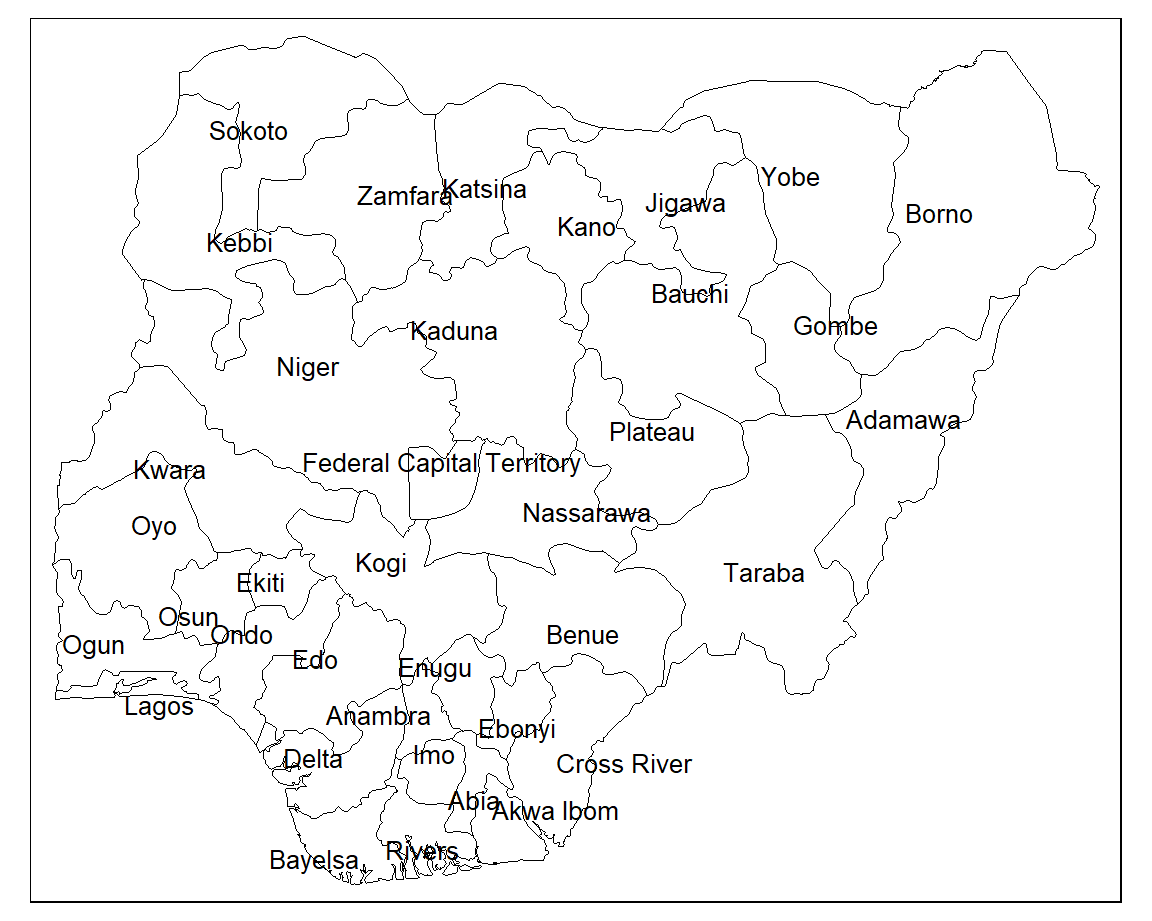 Sokoto
Yobe
Katsina
Zamfara
Jigawa
Borno
Kano
Kebbi
Bauchi
Gombe
Kaduna
Niger
Adamawa
Plateau
Federal Capital Territory
Kwara
Nassarawa
Oyo
Kogi
Taraba
Ekiti
Osun
Ondo
Benue
Ogun
Edo
Enugu
Lagos
Anambra
Ebonyi
Imo
Delta
Cross River
Abia
Akwa Ibom
Rivers
Bayelsa